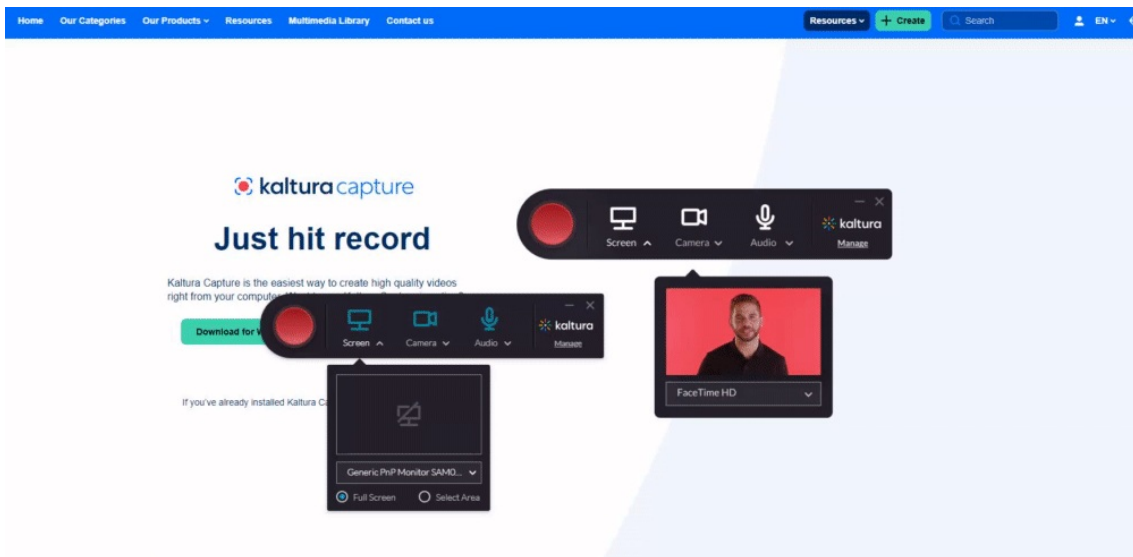 Home Our Categories Our Products Resources Multimedia Library Contact us Resources + Create Search EN
kaltura capture
Just hit record
Kaltura Capture is the easiest way to create high quality videos
right from your computer.
Download for
If you've already installed Kaltura
Screen Camera Audio kaltura
Manage
FaceTime HD
Screen Camera Audio kaltura
Manage
Generic PnP Monitor SAM0...
Full Screen Select Area